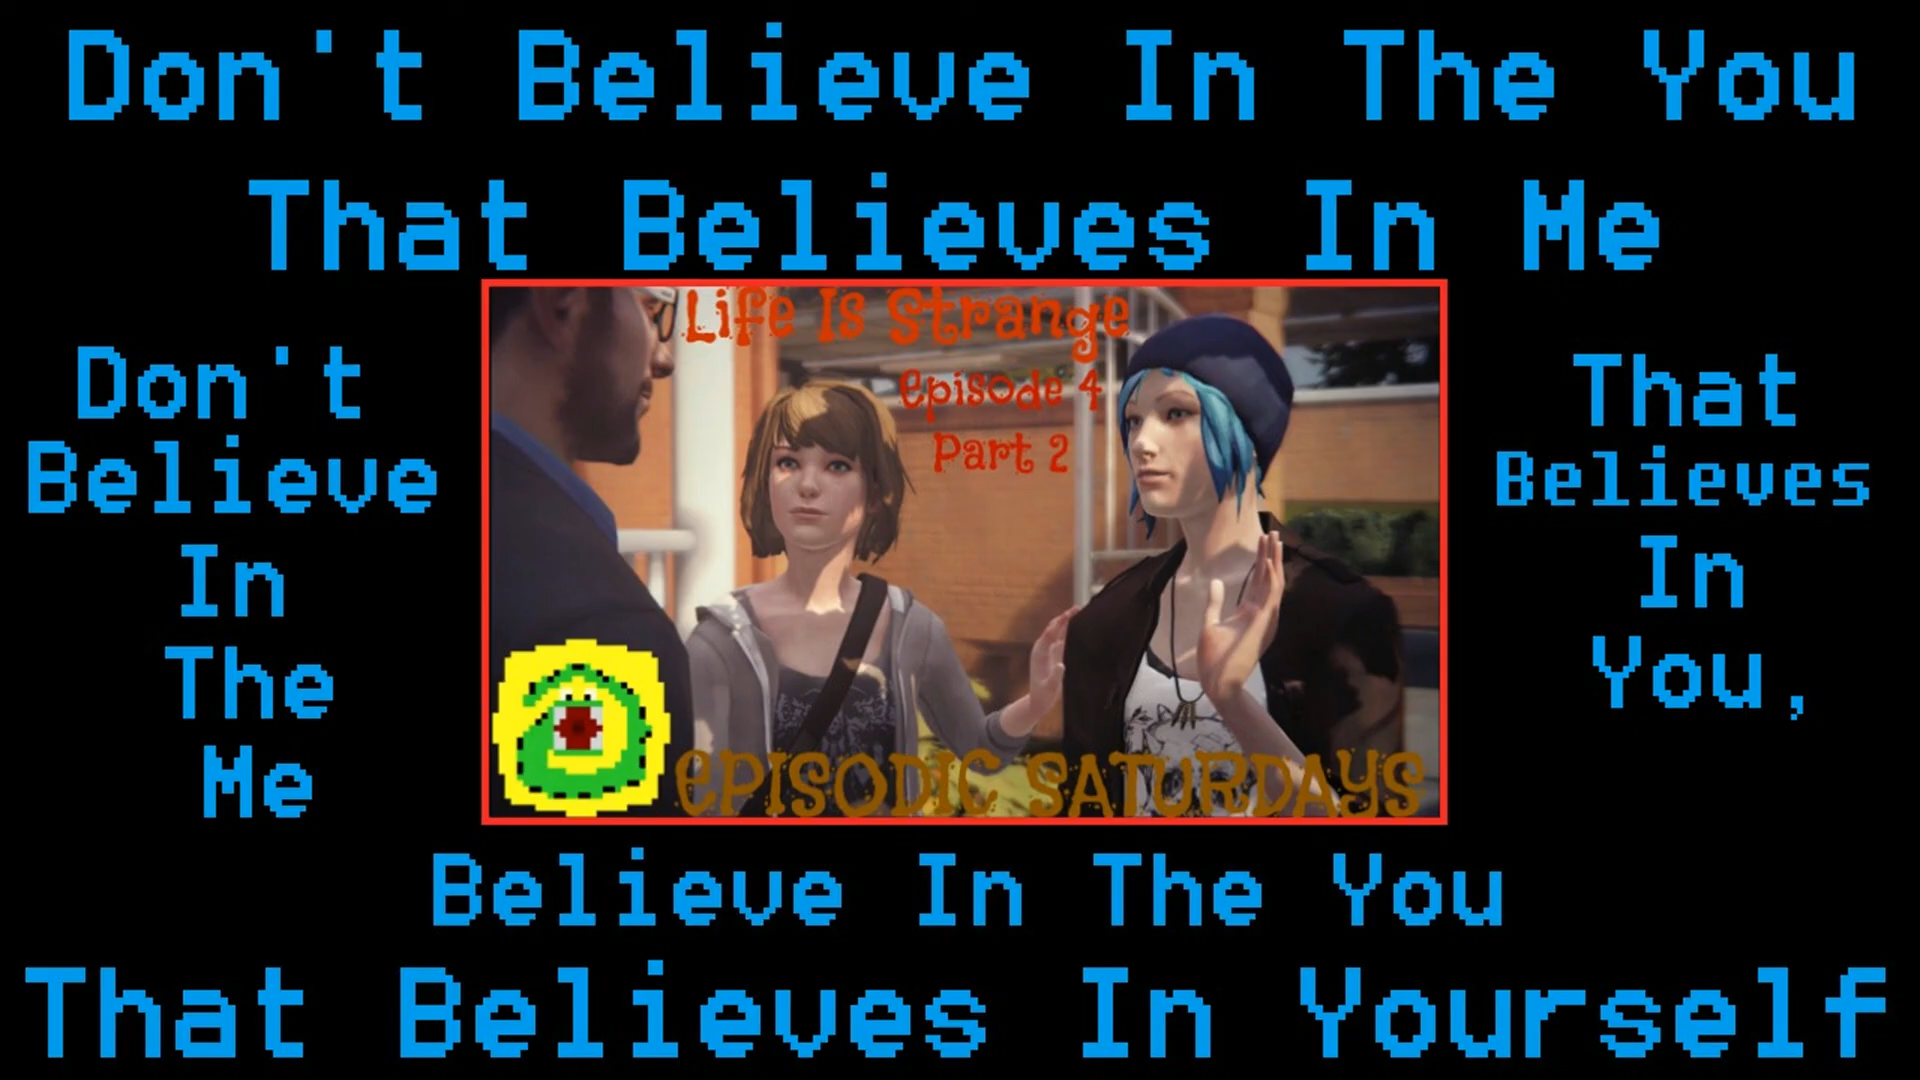 Don't Believe In The You
That Believes In Me
Don't
Believe
In
The
Me
That
Believes
In
You,
Life Is Strange
Episode 4
Part 2
EPISODIC SATURDAYS
Believe In The You
That Believes In Yourself